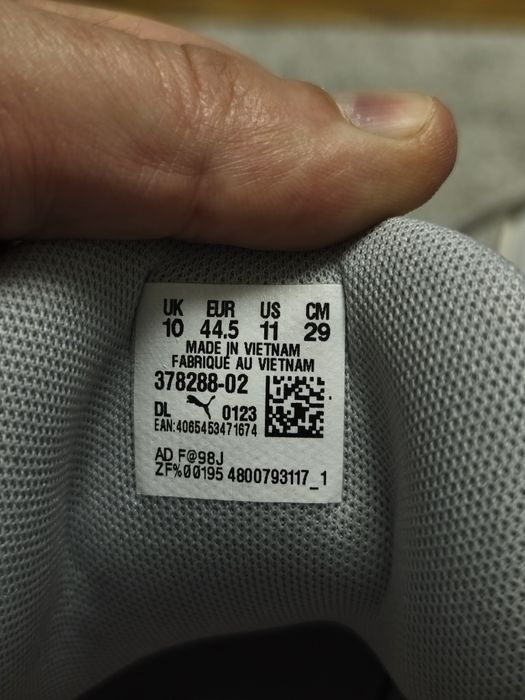 UK EUR US CM
10 44.5 11 29
MADE IN VIETNAM
FABRIQUÉ AU VIETNAM
378288-02
DL 0123
EAN:4065453471674
AD F@98J
ZF%00195 4800793117_1